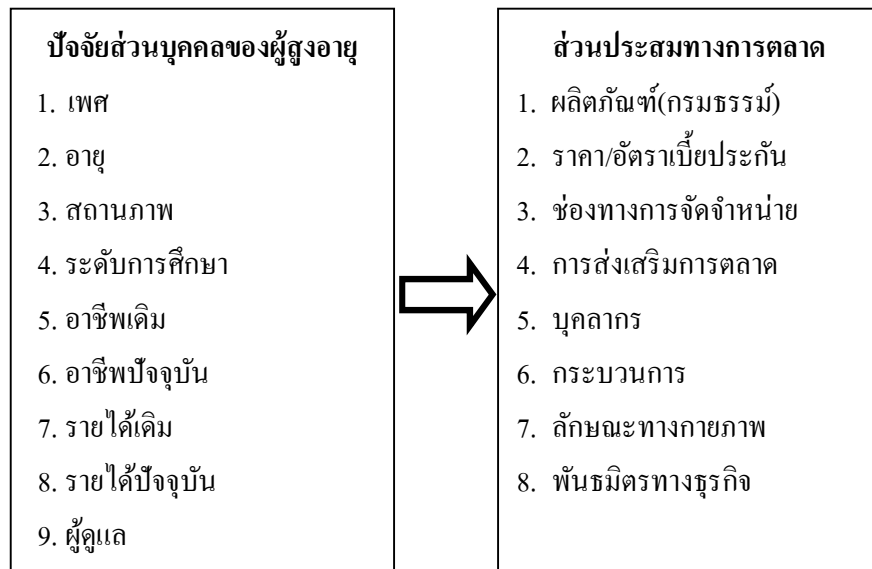 ปัจจัยส่วนบุคคลของผู้สูงอายุ
1. เพศ
2. อายุ
3. สถานภาพ
4. ระดับการศึกษา
5. อาชีพเดิม
6. อาชีพปัจจุบัน
7. รายได้เดิม
8. รายได้ปัจจุบัน
9. ผู้ดูแล
ส่วนประสมทางการตลาด
1. ผลิตภัณฑ์(กรมธรรม์)
2. ราคา/อัตราเบี้ยประกัน
3. ช่องทางการจัดจำหน่าย
4. การส่งเสริมการตลาด
5. บุคลากร
6. กระบวนการ
7. ลักษณะทางกายภาพ
8. พันธมิตรทางธุรกิจ